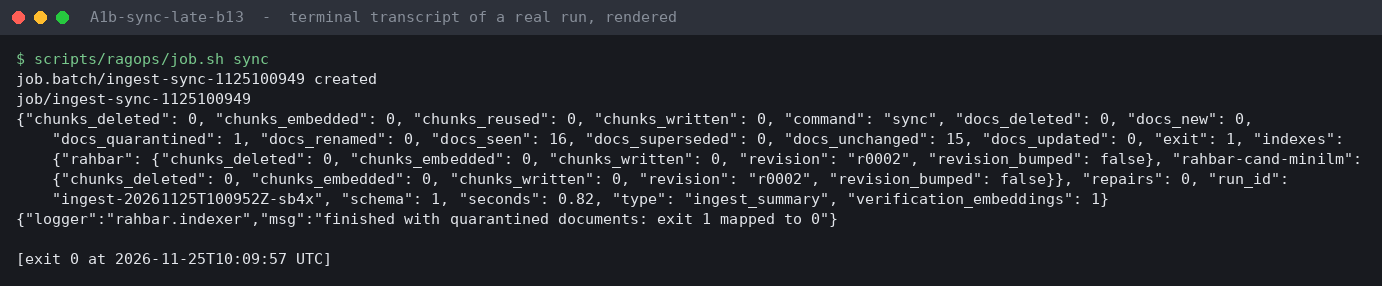 A1b-sync-late-b13  -  terminal transcript of a real run, rendered
$ scripts/ragops/job.sh sync
job.batch/ingest-sync-1125100949 created
job/ingest-sync-1125100949
{"chunks_deleted": 0, "chunks_embedded": 0, "chunks_reused": 0, "chunks_written": 0, "command": "sync", "docs_deleted": 0, "docs_new": 0,
"docs_quarantined": 1, "docs_renamed": 0, "docs_seen": 16, "docs_superseded": 0, "docs_unchanged": 15, "docs_updated": 0, "exit": 1, "indexes":
{"rahbar": {"chunks_deleted": 0, "chunks_embedded": 0, "chunks_written": 0, "revision": "r0002", "revision_bumped": false}, "rahbar-cand-minilm":
{"chunks_deleted": 0, "chunks_embedded": 0, "chunks_written": 0, "revision": "r0002", "revision_bumped": false}}, "repairs": 0, "run_id":
"ingest-20261125T100952Z-sb4x", "schema": 1, "seconds": 0.82, "type": "ingest_summary", "verification_embeddings": 1}
{"logger":"rahbar.indexer","msg":"finished with quarantined documents: exit 1 mapped to 0"}
[exit 0 at 2026-11-25T10:09:57 UTC]